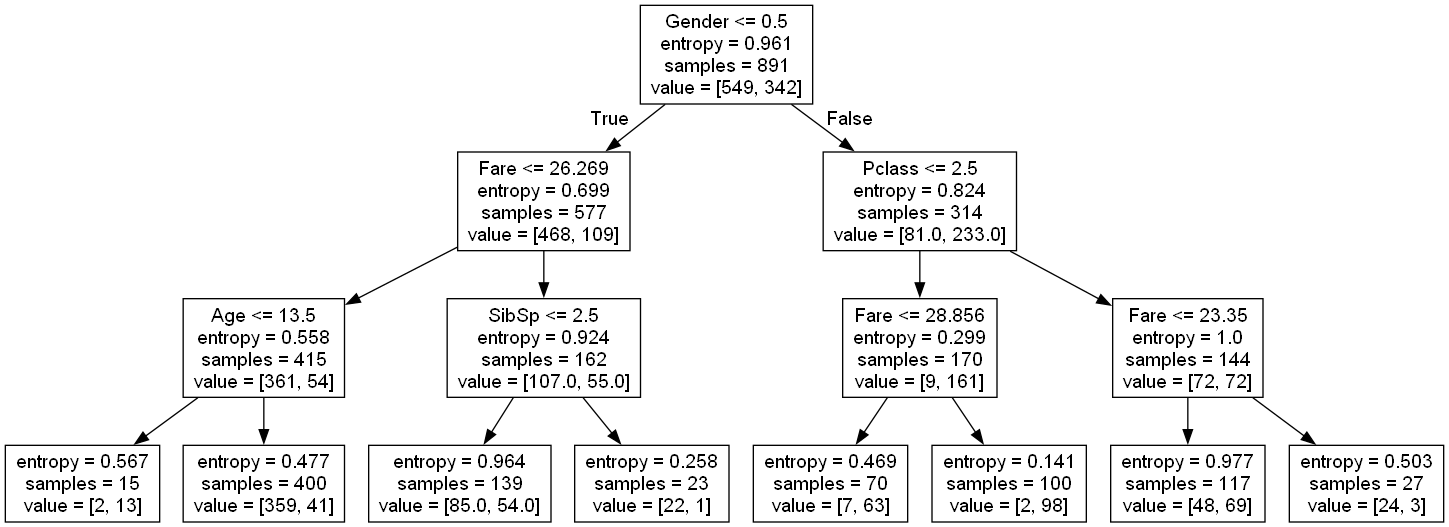 Gender <= 0.5
entropy = 0.961
samples = 891
value = [549, 342]
True
False
Fare <= 26.269
entropy = 0.699
samples = 577
value = [468, 109]
Pclass <= 2.5
entropy = 0.824
samples = 314
value = [81.0, 233.0]
Age <= 13.5
entropy = 0.558
samples = 415
value = [361, 54]
SibSp <= 2.5
entropy = 0.924
samples = 162
value = [107.0, 55.0]
Fare <= 28.856
entropy = 0.299
samples = 170
value = [9, 161]
Fare <= 23.35
entropy = 1.0
samples = 144
value = [72, 72]
entropy = 0.567
samples = 15
value = [2, 13]
entropy = 0.477
samples = 400
value = [359, 41]
entropy = 0.964
samples = 139
value = [85.0, 54.0]
entropy = 0.258
samples = 23
value = [22, 1]
entropy = 0.469
samples = 70
value = [7, 63]
entropy = 0.141
samples = 100
value = [2, 98]
entropy = 0.977
samples = 117
value = [48, 69]
entropy = 0.503
samples = 27
value = [24, 3]